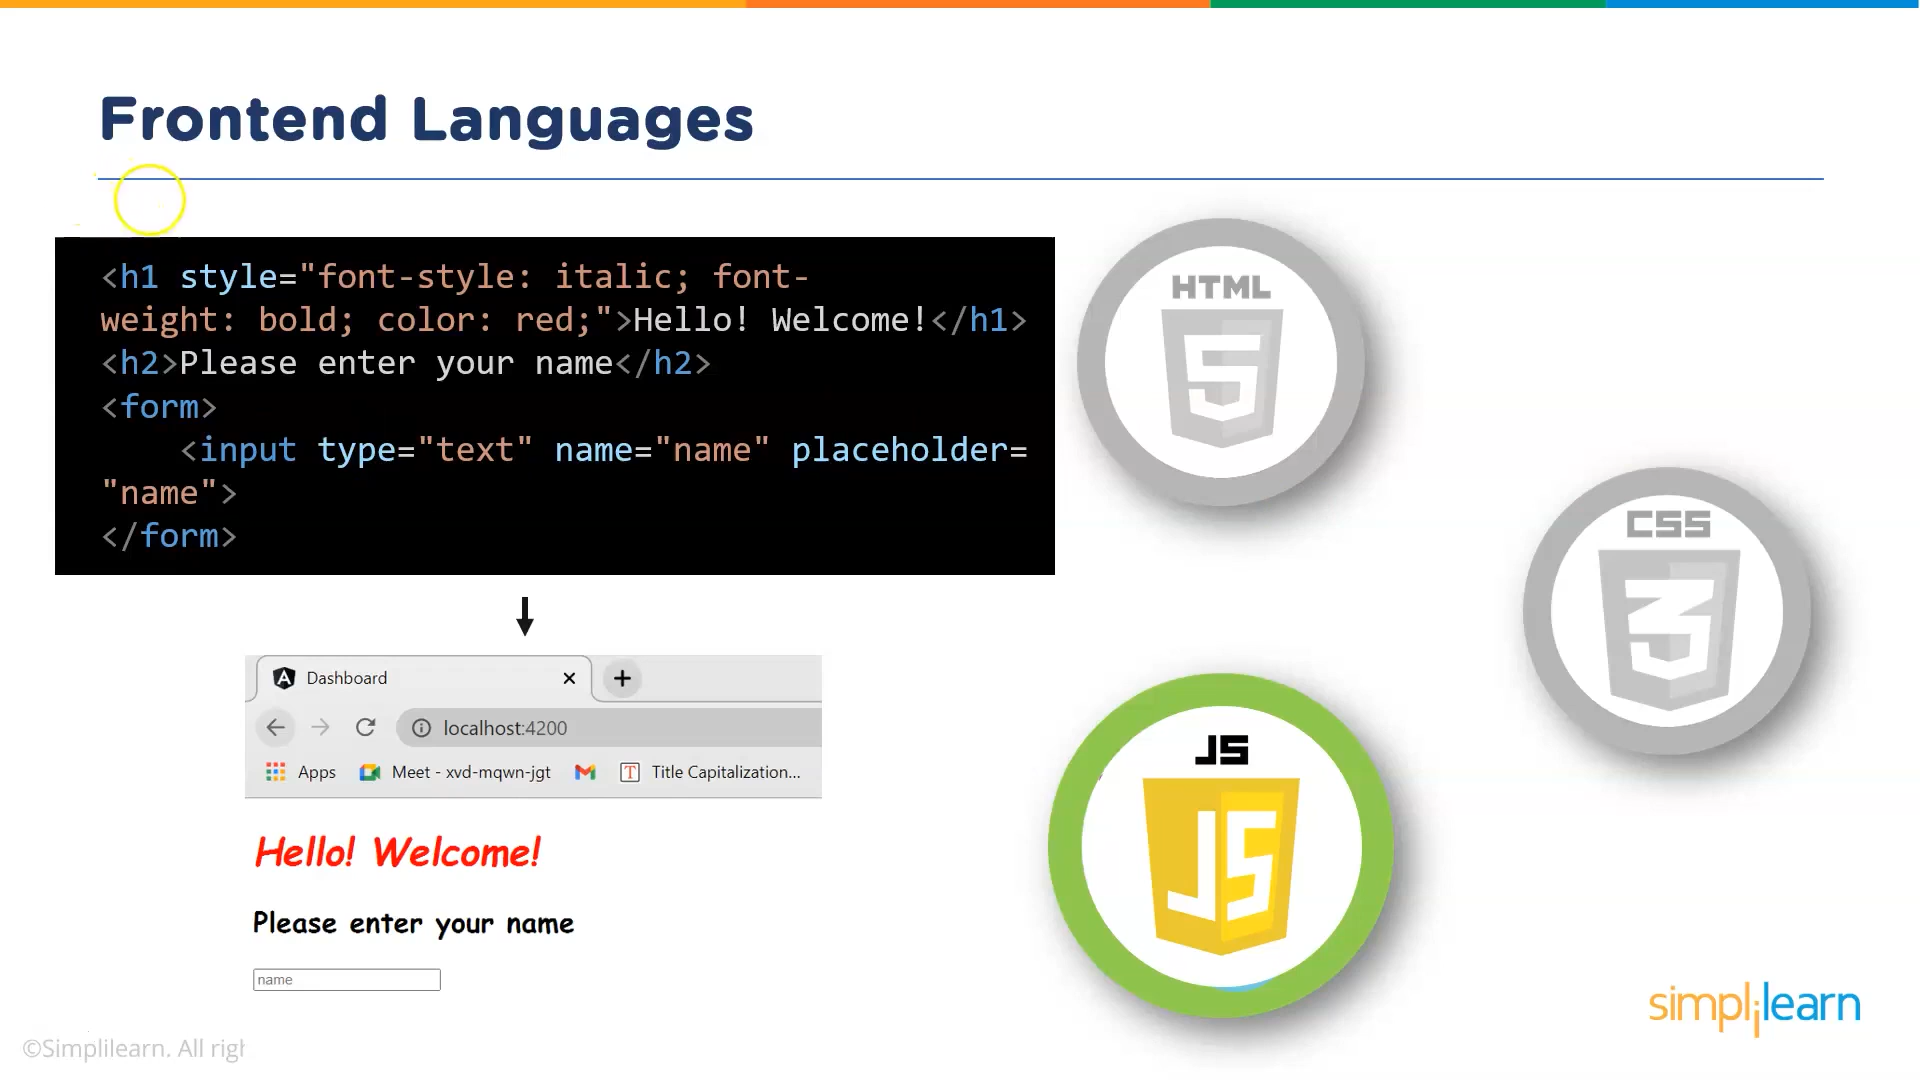 Frontend Languages
<h1 style="font-style: italic; font-
weight: bold; color: red;">Hello! Welcome!</h1>
<h2>Please enter your name</h2>
<form>
    <input type="text" name="name" placeholder=
"name">
</form>
HTML
5
CSS
3
Dashboard
localhost:4200
Apps
Meet - xvd-mqwn-jgt
T
Title Capitalization...
Hello! Welcome!
Please enter your name
name
JS
JS
simplilearn
©Simplilearn. All righ